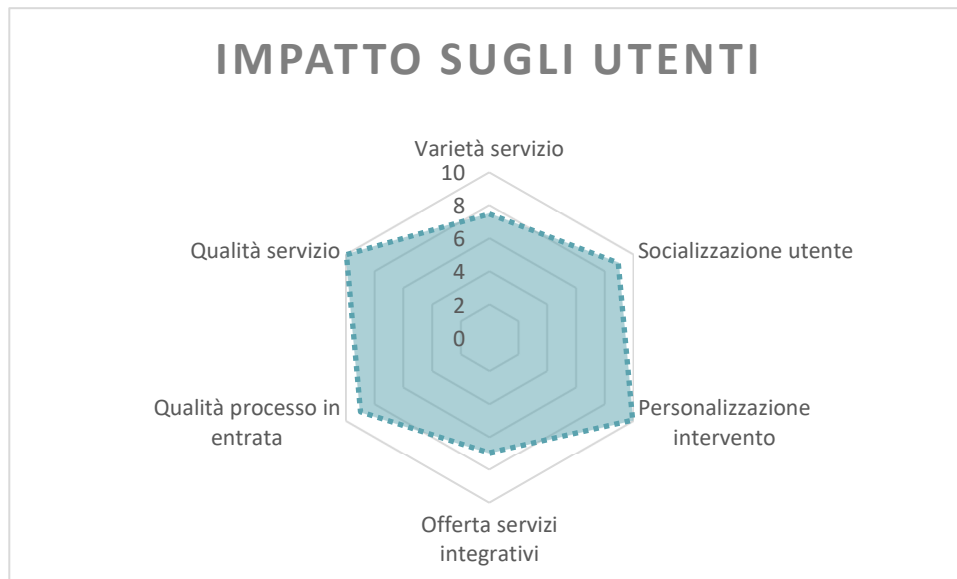 IMPATTO SUGLI UTENTI
Varietà servizio
10
8
6
4
2
0
Qualità servizio
Socializzazione utente
Qualità processo in
entrata
Personalizzazione
intervento
Offerta servizi
integrativi